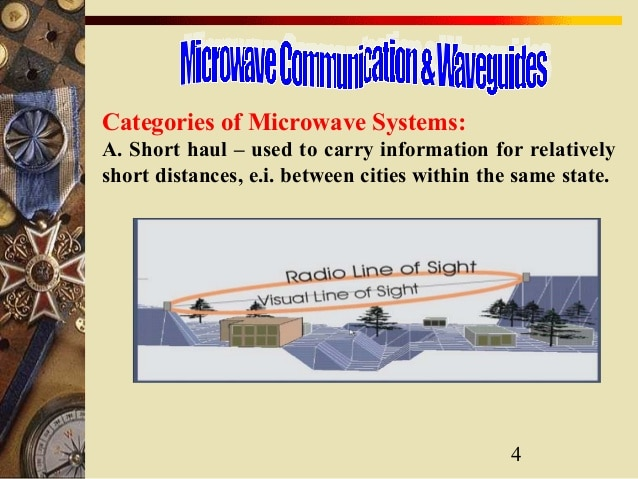 Microwave Communication & Waveguides
Categories of Microwave Systems:
A. Short haul – used to carry information for relatively
short distances, e.i. between cities within the same state.
Radio Line of Sight
Visual Line of Sight
4